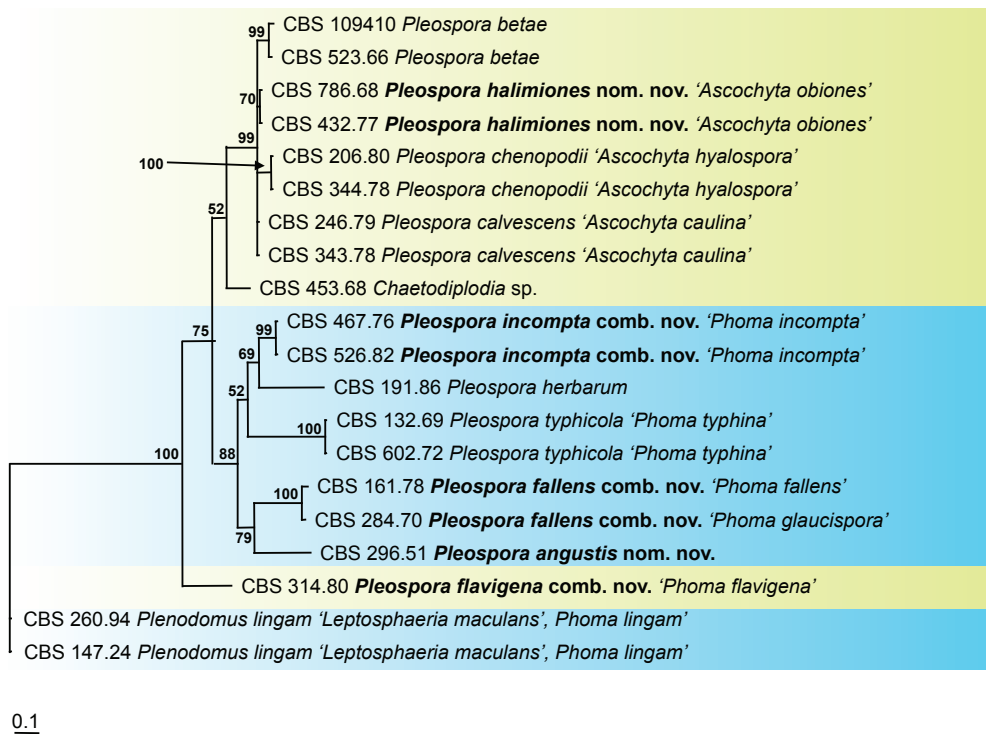 99 CBS 109410 Pleospora betae
CBS 523.66 Pleospora betae
70 CBS 786.68 Pleospora halimiones nom. nov. ‘Ascochyta obiones’
CBS 432.77 Pleospora halimiones nom. nov. ‘Ascochyta obiones’
99
100 CBS 206.80 Pleospora chenopodii ‘Ascochyta hyalospora’
CBS 344.78 Pleospora chenopodii ‘Ascochyta hyalospora’
52 CBS 246.79 Pleospora calvescens ‘Ascochyta caulina’
CBS 343.78 Pleospora calvescens ‘Ascochyta caulina’
CBS 453.68 Chaetodiplodia sp.
75 99 CBS 467.76 Pleospora incompta comb. nov. ‘Phoma incompta’
CBS 526.82 Pleospora incompta comb. nov. ‘Phoma incompta’
69
52 CBS 191.86 Pleospora herbarum
100 CBS 132.69 Pleospora typhicola ‘Phoma typhina’
CBS 602.72 Pleospora typhicola ‘Phoma typhina’
100 88
100 CBS 161.78 Pleospora fallens comb. nov. ‘Phoma fallens’
CBS 284.70 Pleospora fallens comb. nov. ‘Phoma glaucispora’
79 CBS 296.51 Pleospora angustis nom. nov.
CBS 314.80 Pleospora flavigena comb. nov. ‘Phoma flavigena’
CBS 260.94 Plenodomus lingam ‘Leptosphaeria maculans’, Phoma lingam’
CBS 147.24 Plenodomus lingam ‘Leptosphaeria maculans’, Phoma lingam’
0.1